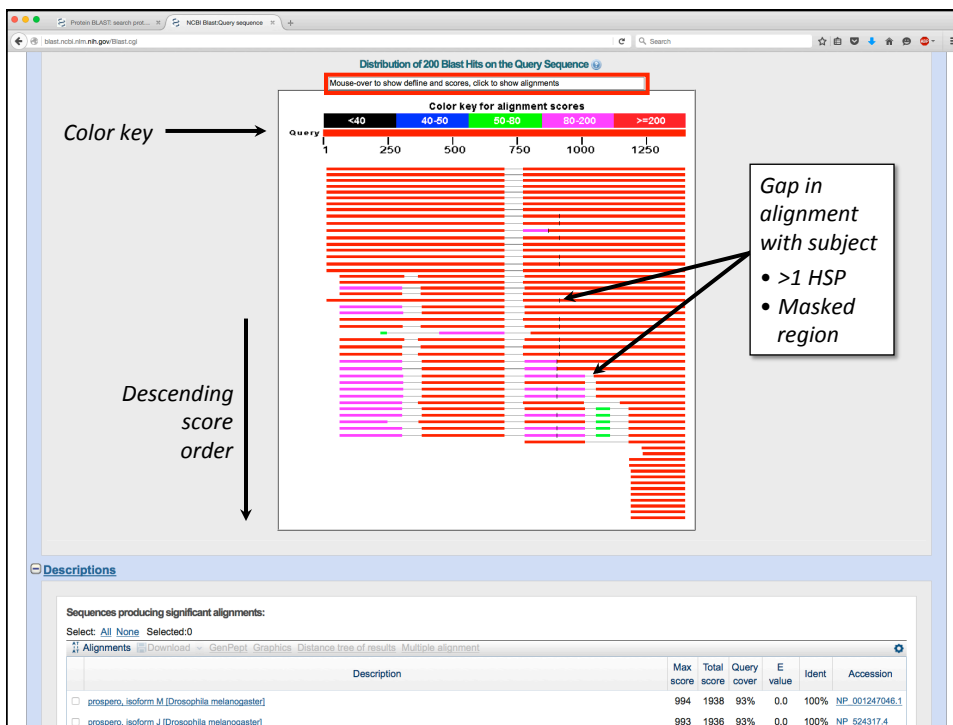 Protein BLAST: search prot...
NCBI Blast:Query sequence
blast.ncbi.nlm.nih.gov/Blast.cgi
Search
ABP
Distribution of 200 Blast Hits on the Query Sequence
Mouse-over to show defline and scores, click to show alignments
Color key for alignment scores
<40 40-50 50-80 80-200 >=200
Query
1 250 500 750 1000 1250
Color key
Gap in
alignment
with subject
• >1 HSP
• Masked
region
Descending
score
order
Descriptions
Sequences producing significant alignments:
Select: All None Selected:0
Alignments Download GenPept Graphics Distance tree of results Multiple alignment
Description Max score Total score Query cover E value Ident Accession
prospero, isoform M [Drosophila melanogaster] 994 1938 93% 0.0 100% NP_001247046.1
prospero, isoform J [Drosophila melanogaster] 993 1936 93% 0.0 100% NP_524317.4